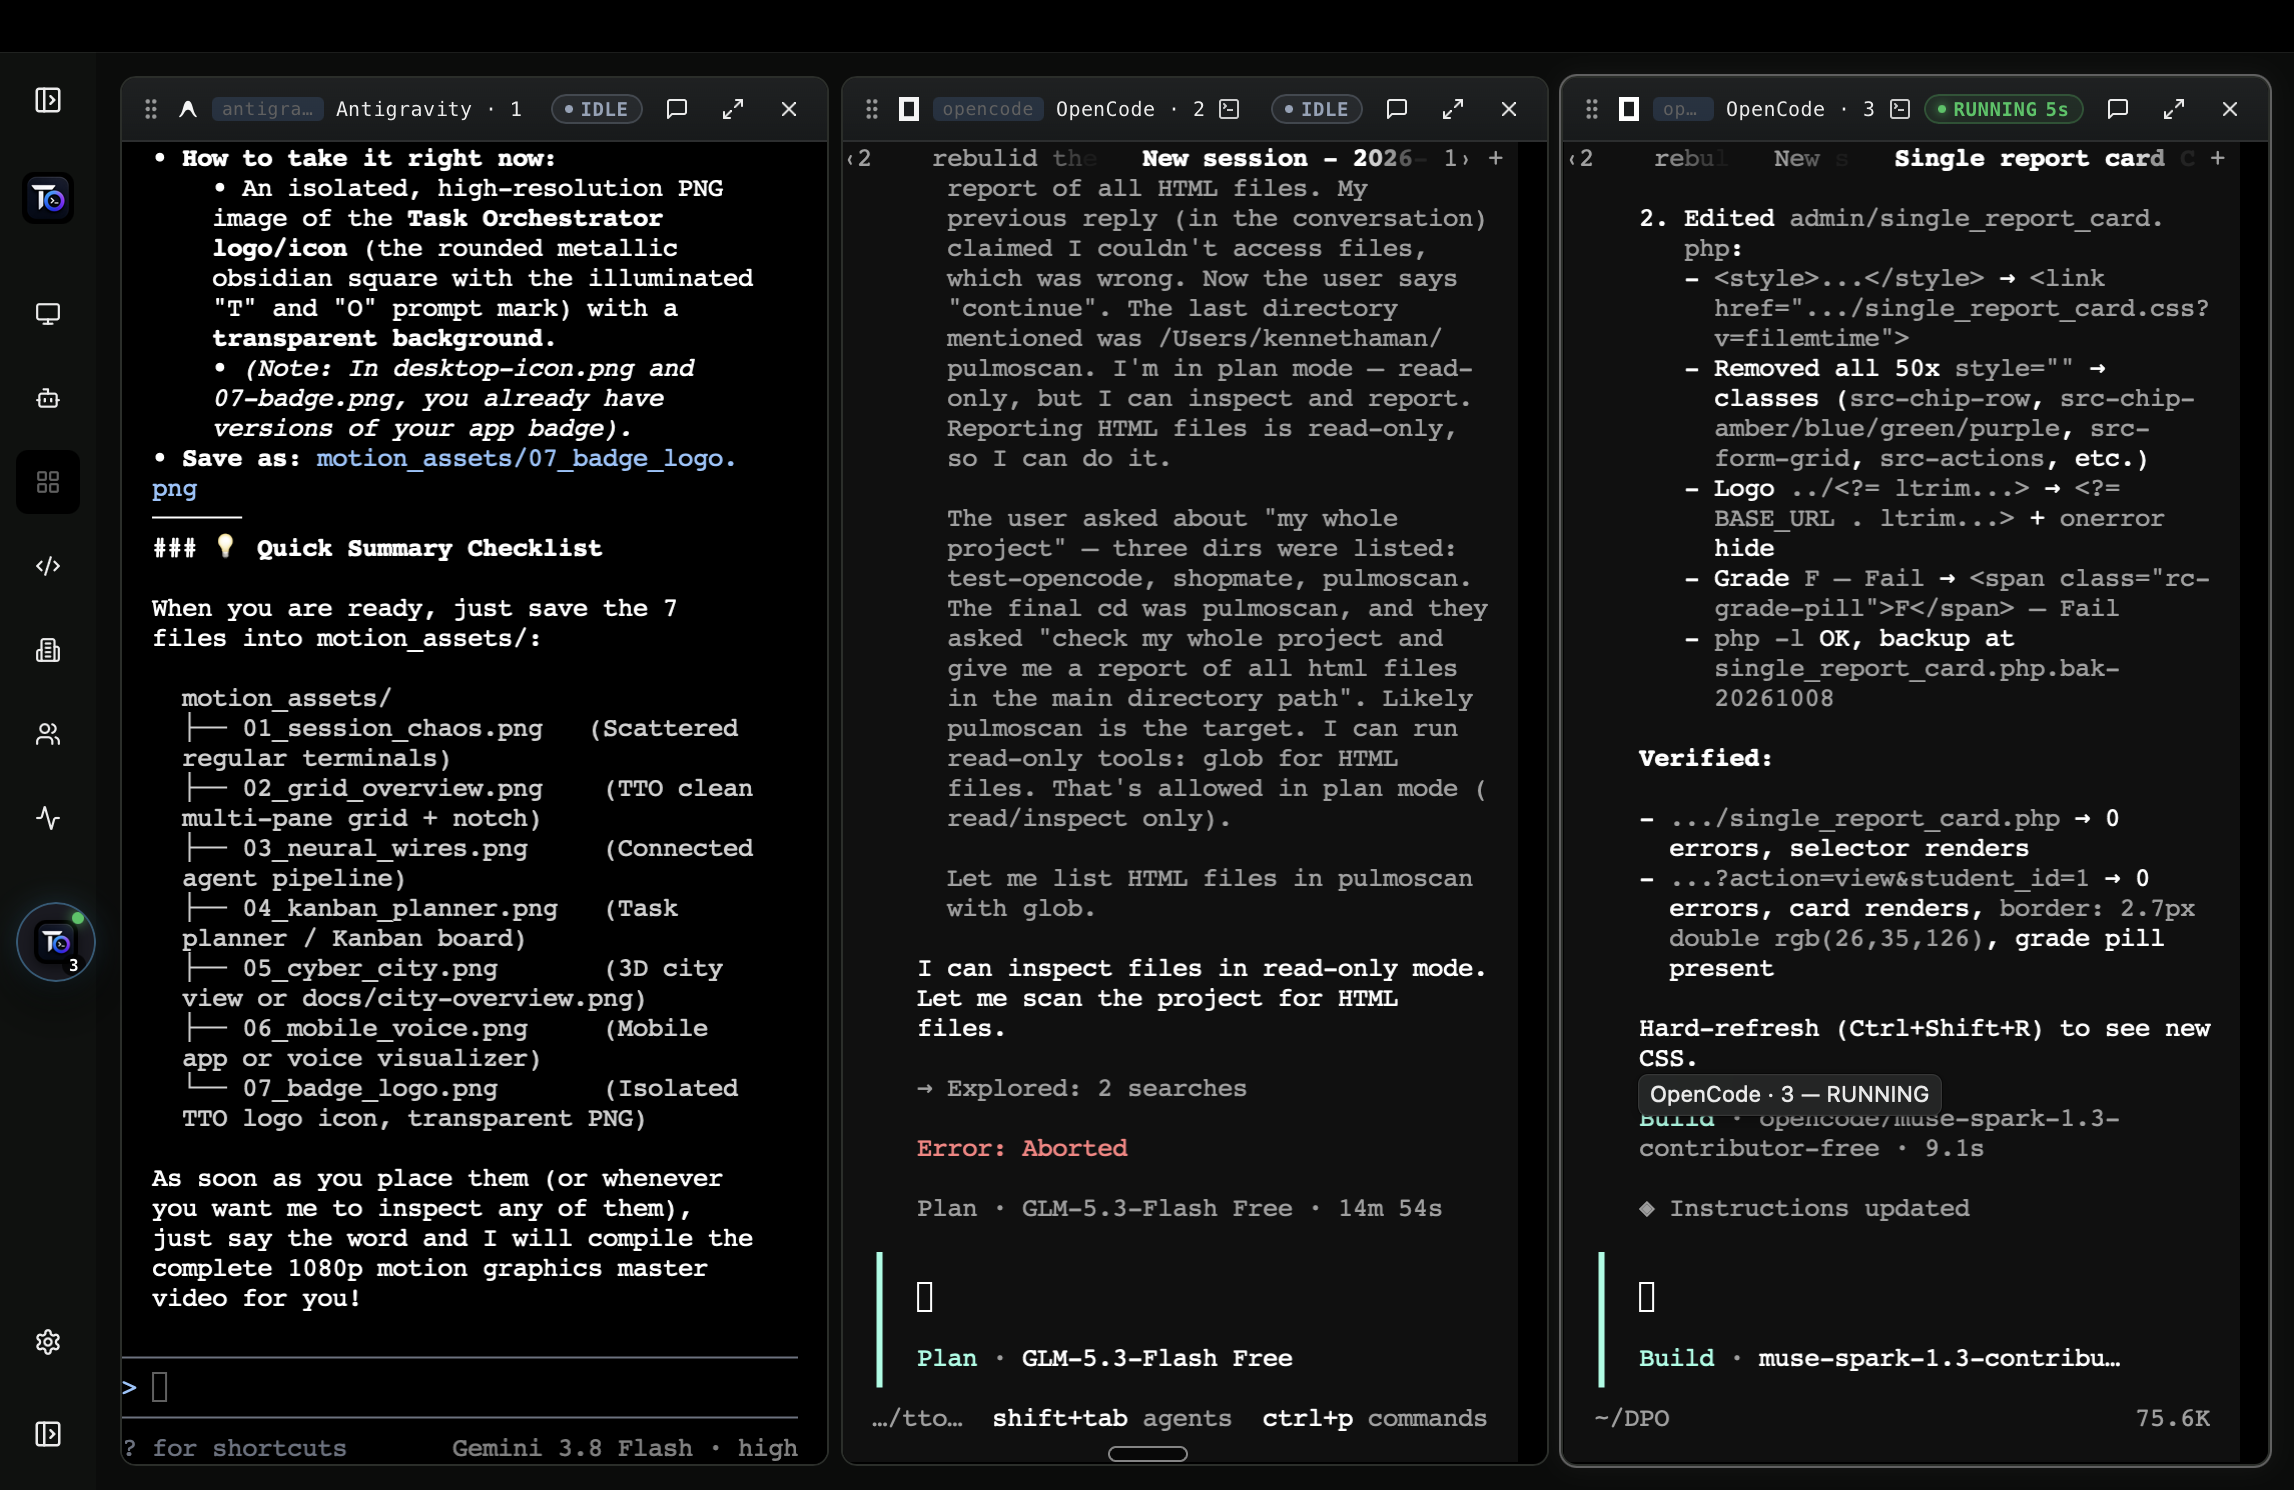 antigra… Antigravity · 1 IDLE
• How to take it right now:
• An isolated, high-resolution PNG
image of the Task Orchestrator
logo/icon (the rounded metallic
obsidian square with the illuminated
"T" and "O" prompt mark) with a
transparent background.
• (Note: In desktop-icon.png and
07-badge.png, you already have
versions of your app badge).
• Save as: motion_assets/07_badge_logo.
png
### 💡 Quick Summary Checklist
When you are ready, just save the 7
files into motion_assets/:
motion_assets/
├── 01_session_chaos.png (Scattered
regular terminals)
├── 02_grid_overview.png (TTO clean
multi-pane grid + notch)
├── 03_neural_wires.png (Connected
agent pipeline)
├── 04_kanban_planner.png (Task
planner / Kanban board)
├── 05_cyber_city.png (3D city
view or docs/city-overview.png)
├── 06_mobile_voice.png (Mobile
app or voice visualizer)
└── 07_badge_logo.png (Isolated
TTO logo icon, transparent PNG)
As soon as you place them (or whenever
you want me to inspect any of them),
just say the word and I will compile the
complete 1080p motion graphics master
video for you!
>
? for shortcuts Gemini 3.8 Flash · high
opencode OpenCode · 2 IDLE
‹2 rebulid the New session - 2026- 1› +
report of all HTML files. My
previous reply (in the conversation)
claimed I couldn't access files,
which was wrong. Now the user says
"continue". The last directory
mentioned was /Users/kennethaman/
pulmoscan. I'm in plan mode — read-
only, but I can inspect and report.
Reporting HTML files is read-only,
so I can do it.
The user asked about "my whole
project" — three dirs were listed:
test-opencode, shopmate, pulmoscan.
The final cd was pulmoscan, and they
asked "check my whole project and
give me a report of all html files
in the main directory path". Likely
pulmoscan is the target. I can run
read-only tools: glob for HTML
files. That's allowed in plan mode (
read/inspect only).
Let me list HTML files in pulmoscan
with glob.
I can inspect files in read-only mode.
Let me scan the project for HTML
files.
→ Explored: 2 searches
Error: Aborted
Plan · GLM-5.3-Flash Free · 14m 54s
Plan · GLM-5.3-Flash Free
…/tto… shift+tab agents ctrl+p commands
op… OpenCode · 3 RUNNING 5s
‹2 rebul New s Single report card C +
2. Edited admin/single_report_card.
php:
- <style>...</style> → <link
href=".../single_report_card.css?
v=filemtime">
- Removed all 50x style="" →
classes (src-chip-row, src-chip-
amber/blue/green/purple, src-
form-grid, src-actions, etc.)
- Logo ../<?= ltrim...> → <?=
BASE_URL . ltrim...> + onerror
hide
- Grade F — Fail → <span class="rc-
grade-pill">F</span> — Fail
- php -l OK, backup at
single_report_card.php.bak-
20261008
Verified:
- .../single_report_card.php → 0
errors, selector renders
- ...?action=view&student_id=1 → 0
errors, card renders, border: 2.7px
double rgb(26,35,126), grade pill
present
Hard-refresh (Ctrl+Shift+R) to see new
CSS.
OpenCode · 3 — RUNNING
Build · opencode/muse-spark-1.3-
contributor-free · 9.1s
◈ Instructions updated
Build · muse-spark-1.3-contribu…
~/DPO 75.6K
TO
TO
3